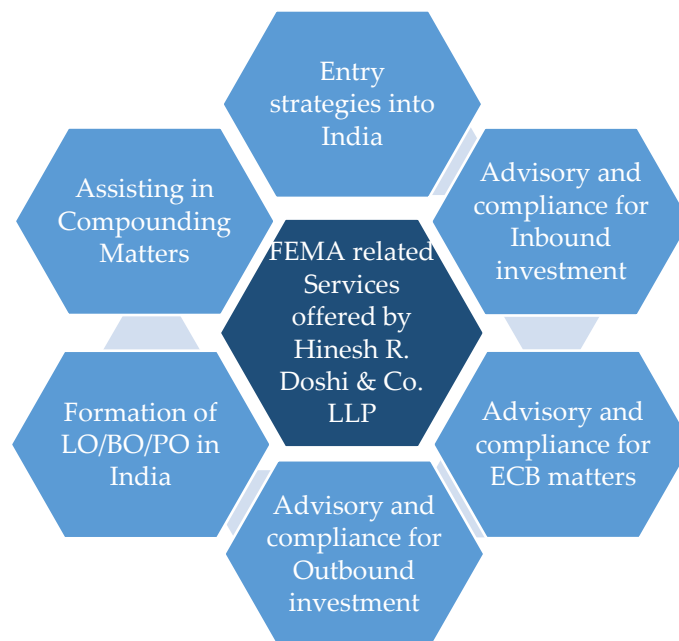 Entry
strategies into
India
Advisory and
compliance for
Inbound
investment
Advisory and
compliance for
ECB matters
Advisory and
compliance for
Outbound
investment
Formation of
LO/BO/PO in
India
Assisting in
Compounding
Matters
FEMA related
Services
offered by
Hinesh R.
Doshi & Co.
LLP